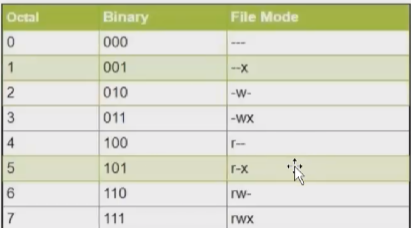 Octal Binary File Mode
0 000 ---
1 001 --x
2 010 -w-
3 011 -wx
4 100 r--
5 101 r-x
6 110 rw-
7 111 rwx